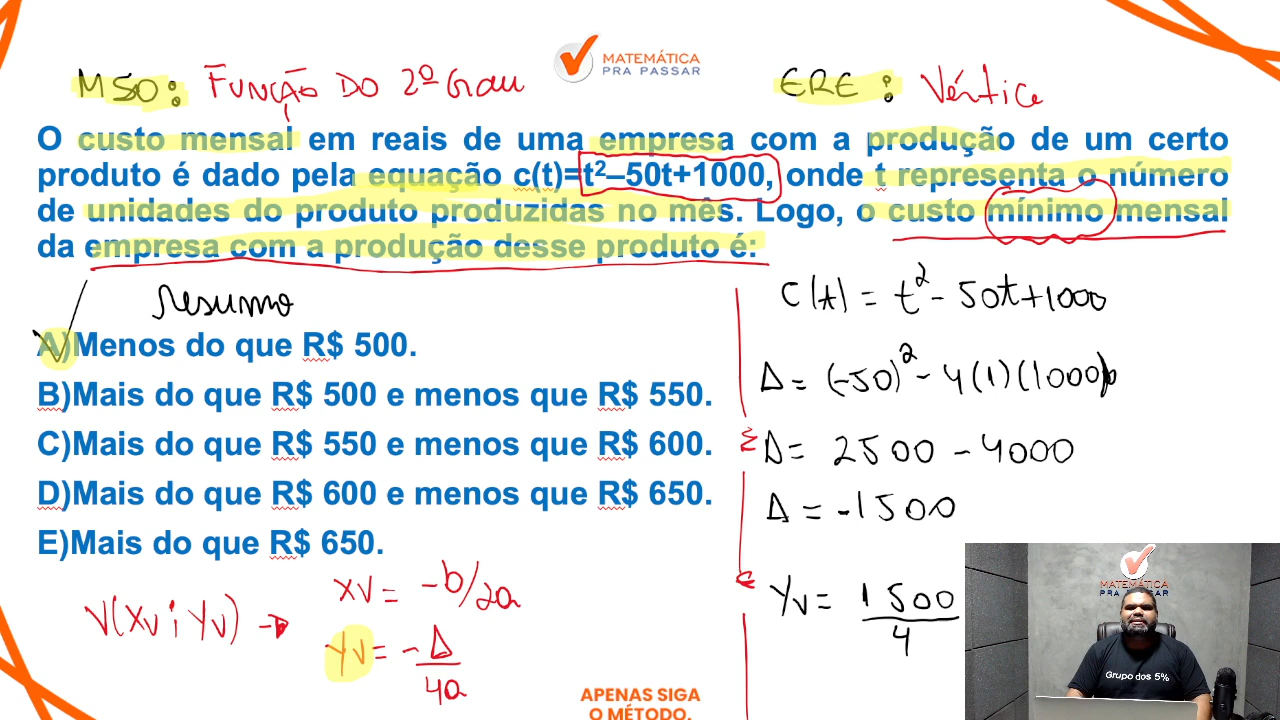 MATEMÁTICA
PRA PASSAR
MSO: FUNÇÃO DO 2º Grau
ERE: Vértice
O custo mensal em reais de uma empresa com a produção de um certo
produto é dado pela equação c(t)=t²–50t+1000, onde t representa o número
de unidades do produto produzidas no mês. Logo, o custo mínimo mensal
da empresa com a produção desse produto é:
Resumo
A)Menos do que R$ 500.
B)Mais do que R$ 500 e menos que R$ 550.
C)Mais do que R$ 550 e menos que R$ 600.
D)Mais do que R$ 600 e menos que R$ 650.
E)Mais do que R$ 650.
V(XV; YV) →
XV = -b/2a
YV = -Δ/4a
C(t) = t² - 50t + 1000
Δ = (-50)² - 4(1)(1000)
Δ = 2500 - 4000
Δ = -1500
YV = 1500/4
MATEMÁTICA
PRA PASSAR
Grupo dos 5%
APENAS SIGA
O MÉTODO.